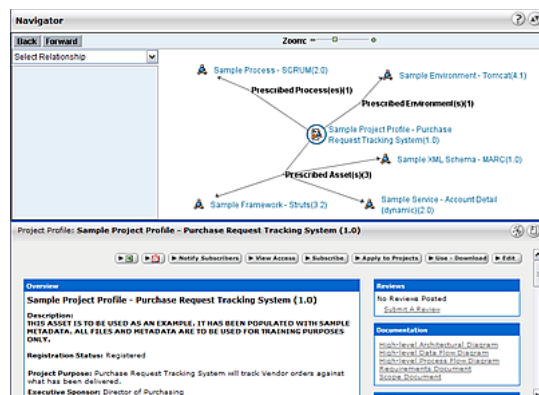 Navigator
Back Forward
Zoom:
Select Relationship
Sample Process - SCRUM(2.0)
Sample Environment - Tomcat(4.1)
Prescribed Process(es)(1)
Prescribed Environment(s)(1)
Sample Project Profile - Purchase
Request Tracking System(1.0)
Sample XML Schema - MARC(1.0)
Prescribed Asset(s)(3)
Sample Framework - Struts(3.2)
Sample Service - Account Detail
(dynamic)(2.0)
Project Profile: Sample Project Profile - Purchase Request Tracking System (1.0)
Notify Subscribers View Access Subscribe Apply to Projects Use - Download Edit
Overview
Sample Project Profile - Purchase Request Tracking System (1.0)
Description:
THIS ASSET IS TO BE USED AS AN EXAMPLE. IT HAS BEEN POPULATED WITH SAMPLE
METADATA. ALL FILES AND METADATA ARE TO BE USED FOR TRAINING PURPOSES
ONLY.
Registration Status: Registered
Project Purpose: Purchase Request Tracking System will track Vendor orders against
what has been delivered.
Executive Sponsor: Director of Purchasing
Reviews
No Reviews Posted
Submit A Review
Documentation
High-level Architectural Diagram
High-level Data Flow Diagram
High-level Process Flow Diagram
Requirements Document
Scope Document